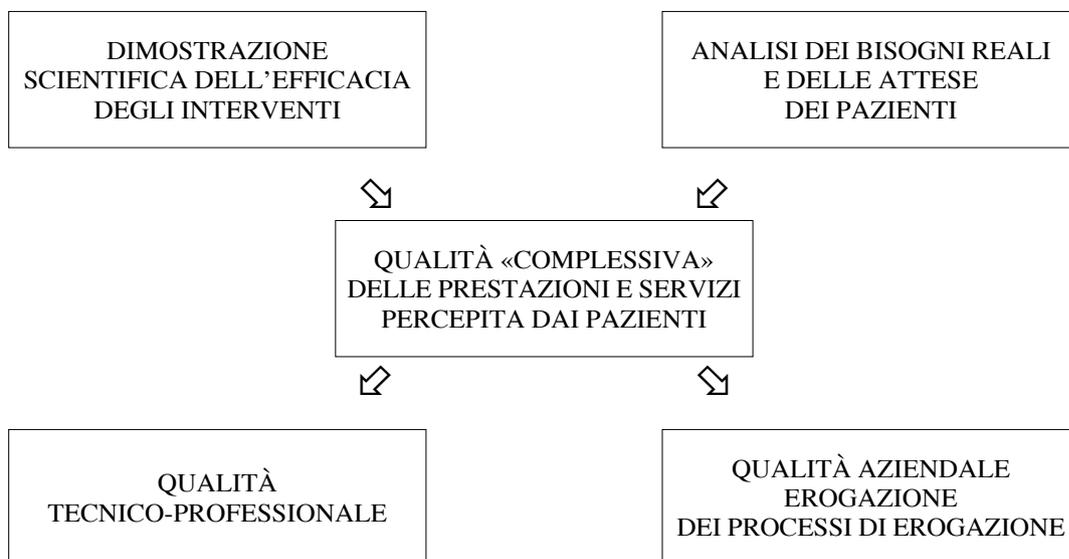 DIMOSTRAZIONE
SCIENTIFICA DELL’EFFICACIA
DEGLI INTERVENTI
ANALISI DEI BISOGNI REALI
E DELLE ATTESE
DEI PAZIENTI
QUALITÀ «COMPLESSIVA»
DELLE PRESTAZIONI E SERVIZI
PERCEPITA DAI PAZIENTI
QUALITÀ
TECNICO-PROFESSIONALE
QUALITÀ AZIENDALE
EROGAZIONE
DEI PROCESSI DI EROGAZIONE